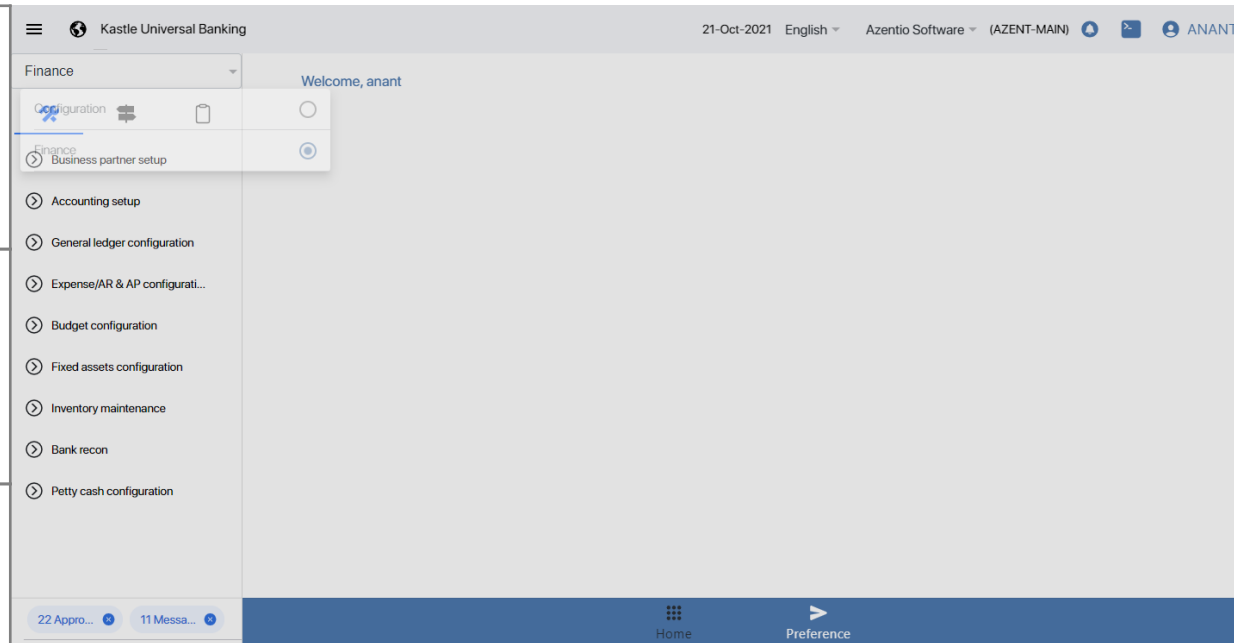 Kastle Universal Banking
21-Oct-2021 English Azentio Software (AZENT-MAIN) ANANT
Finance
Welcome, anant
Configuration
Finance
Business partner setup
Accounting setup
General ledger configuration
Expense/AR & AP configurati...
Budget configuration
Fixed assets configuration
Inventory maintenance
Bank recon
Petty cash configuration
22 Appro... 11 Messa...
Home Preference